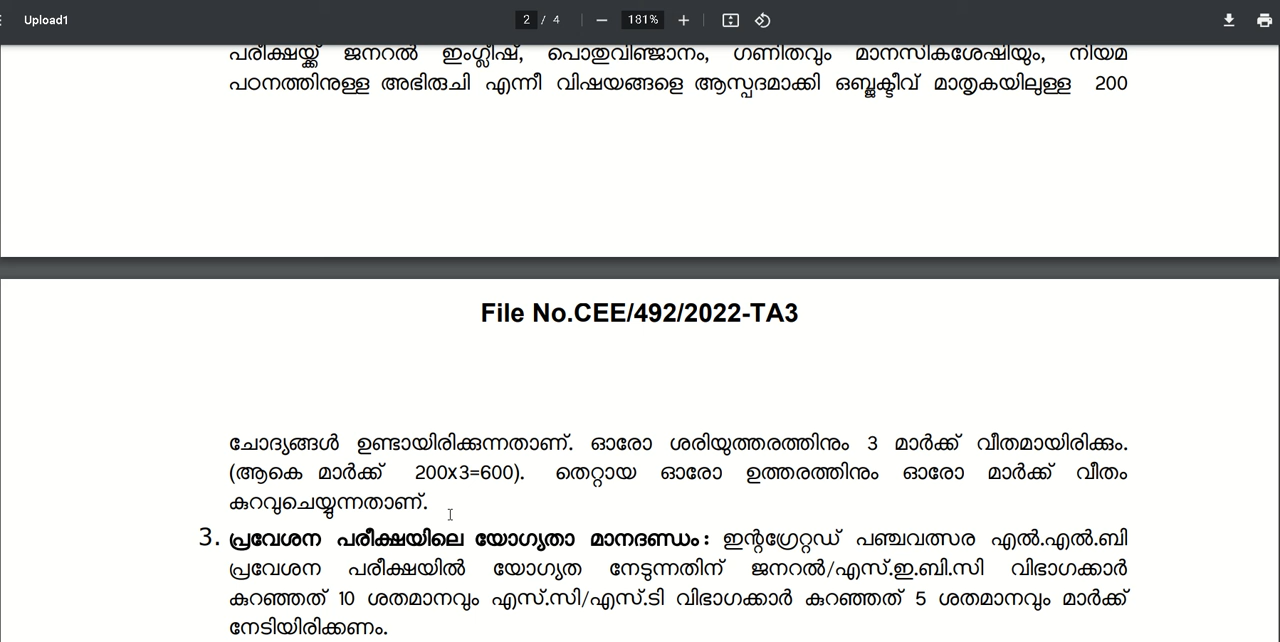 Upload1
2 / 4
181%
പരീക്ഷയ്ക്ക് ജനറൽ ഇംഗ്ലീഷ്, പൊതുവിജ്ഞാനം, ഗണിതവും മാനസികശേഷിയും, നിയമ
പഠനത്തിനുള്ള അഭിരുചി എന്നീ വിഷയങ്ങളെ ആസ്പദമാക്കി ഒബ്ജക്ടീവ് മാതൃകയിലുള്ള 200
File No.CEE/492/2022-TA3
ചോദ്യങ്ങൾ ഉണ്ടായിരിക്കുന്നതാണ്. ഓരോ ശരിയുത്തരത്തിനും 3 മാർക്ക് വീതമായിരിക്കും.
(ആകെ മാർക്ക് 200x3=600). തെറ്റായ ഓരോ ഉത്തരത്തിനും ഓരോ മാർക്ക് വീതം
കുറവുചെയ്യുന്നതാണ്.
3. പ്രവേശന പരീക്ഷയിലെ യോഗ്യതാ മാനദണ്ഡം: ഇന്റഗ്രേറ്റഡ് പഞ്ചവത്സര എൽ.എൽ.ബി
പ്രവേശന പരീക്ഷയിൽ യോഗ്യത നേടുന്നതിന് ജനറൽ/എസ്.ഇ.ബി.സി വിഭാഗക്കാർ
കുറഞ്ഞത് 10 ശതമാനവും എസ്.സി/എസ്.ടി വിഭാഗക്കാർ കുറഞ്ഞത് 5 ശതമാനവും മാർക്ക്
നേടിയിരിക്കണം.